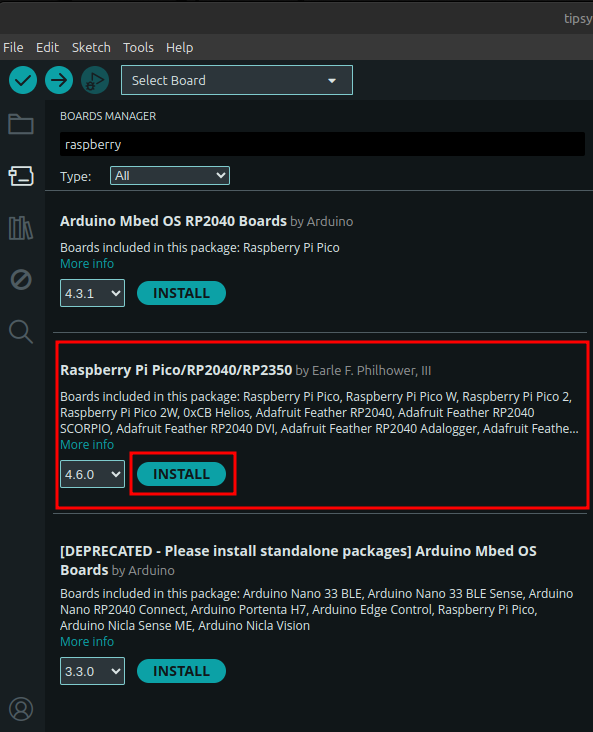 tipsy
File Edit Sketch Tools Help
Select Board
BOARDS MANAGER
raspberry
Type: All
Arduino Mbed OS RP2040 Boards by Arduino
Boards included in this package: Raspberry Pi Pico
More info
4.3.1 INSTALL
Raspberry Pi Pico/RP2040/RP2350 by Earle F. Philhower, III
Boards included in this package: Raspberry Pi Pico, Raspberry Pi Pico W, Raspberry Pi Pico 2,
Raspberry Pi Pico 2W, 0xCB Helios, Adafruit Feather RP2040, Adafruit Feather RP2040
SCORPIO, Adafruit Feather RP2040 DVI, Adafruit Feather RP2040 Adalogger, Adafruit Feathe...
More info
4.6.0 INSTALL
[DEPRECATED - Please install standalone packages] Arduino Mbed OS
Boards by Arduino
Boards included in this package: Arduino Nano 33 BLE, Arduino Nano 33 BLE Sense, Arduino
Nano RP2040 Connect, Arduino Portenta H7, Arduino Edge Control, Raspberry Pi Pico,
Arduino Nicla Sense ME, Arduino Nicla Vision
More info
3.3.0 INSTALL